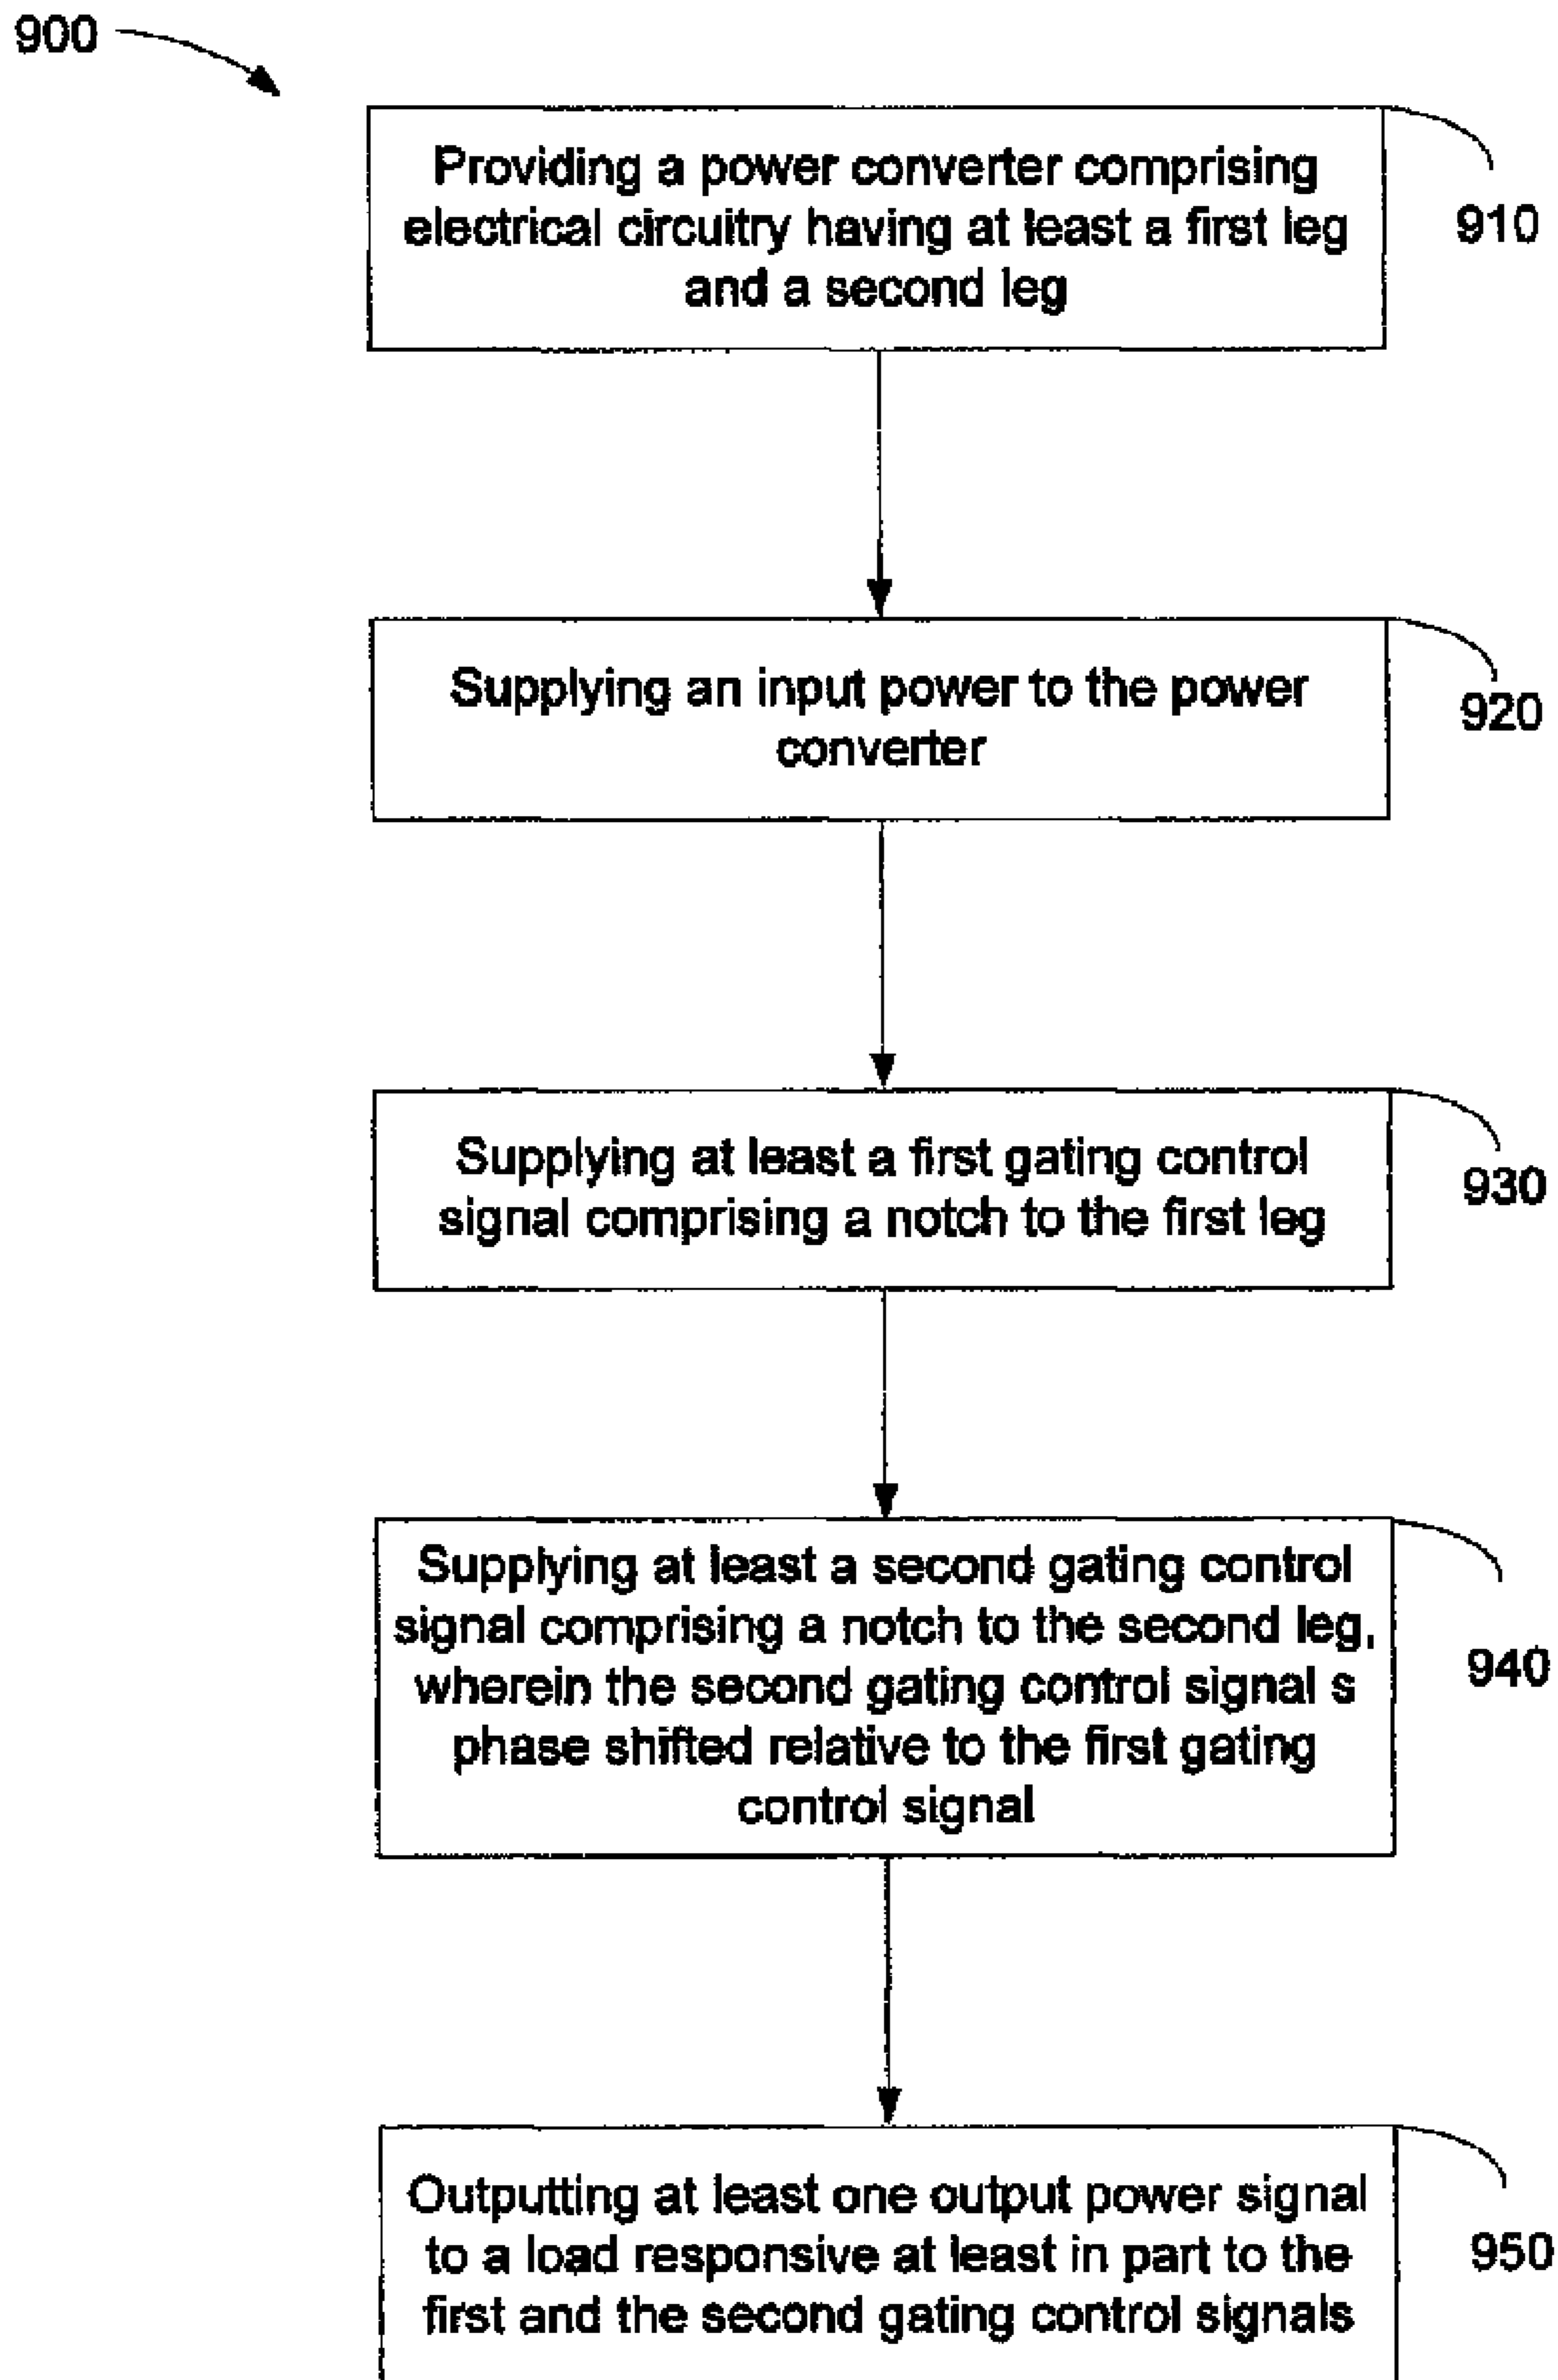 900
Providing a power converter comprising
electrical circuitry having at least a first leg
and a second leg
910
Supplying an input power to the power
converter
920
Supplying at least a first gating control
signal comprising a notch to the first leg
930
Supplying at least a second gating control
signal comprising a notch to the second leg,
wherein the second gating control signal s
phase shifted relative to the first gating
control signal
940
Outputting at least one output power signal
to a load responsive at least in part to the
first and the second gating control signals
950